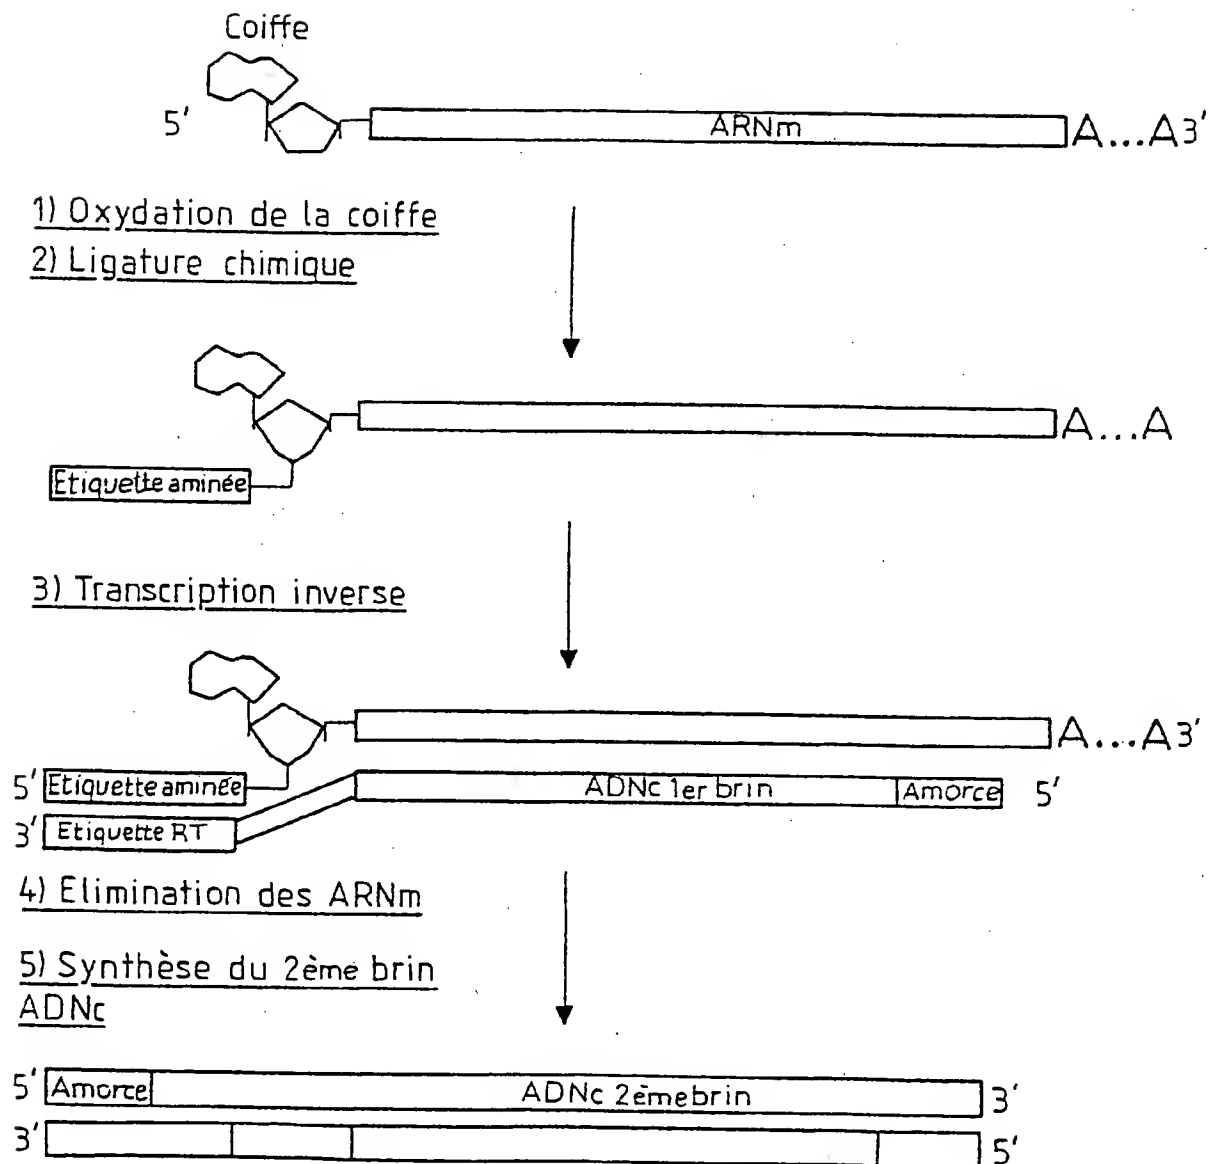 Coiffe
5' ARNm A...A3'
1) Oxydation de la coiffe
2) Ligature chimique
A...A
Etiquette aminée
3) Transcription inverse
A...A3'
5' Etiquette aminée ADNc 1er brin Amorce 5'
3' Etiquette RT
4) Elimination des ARNm
5) Synthèse du 2ème brin
ADNc
5' Amorce ADNc 2ème brin 3'
3' 5'